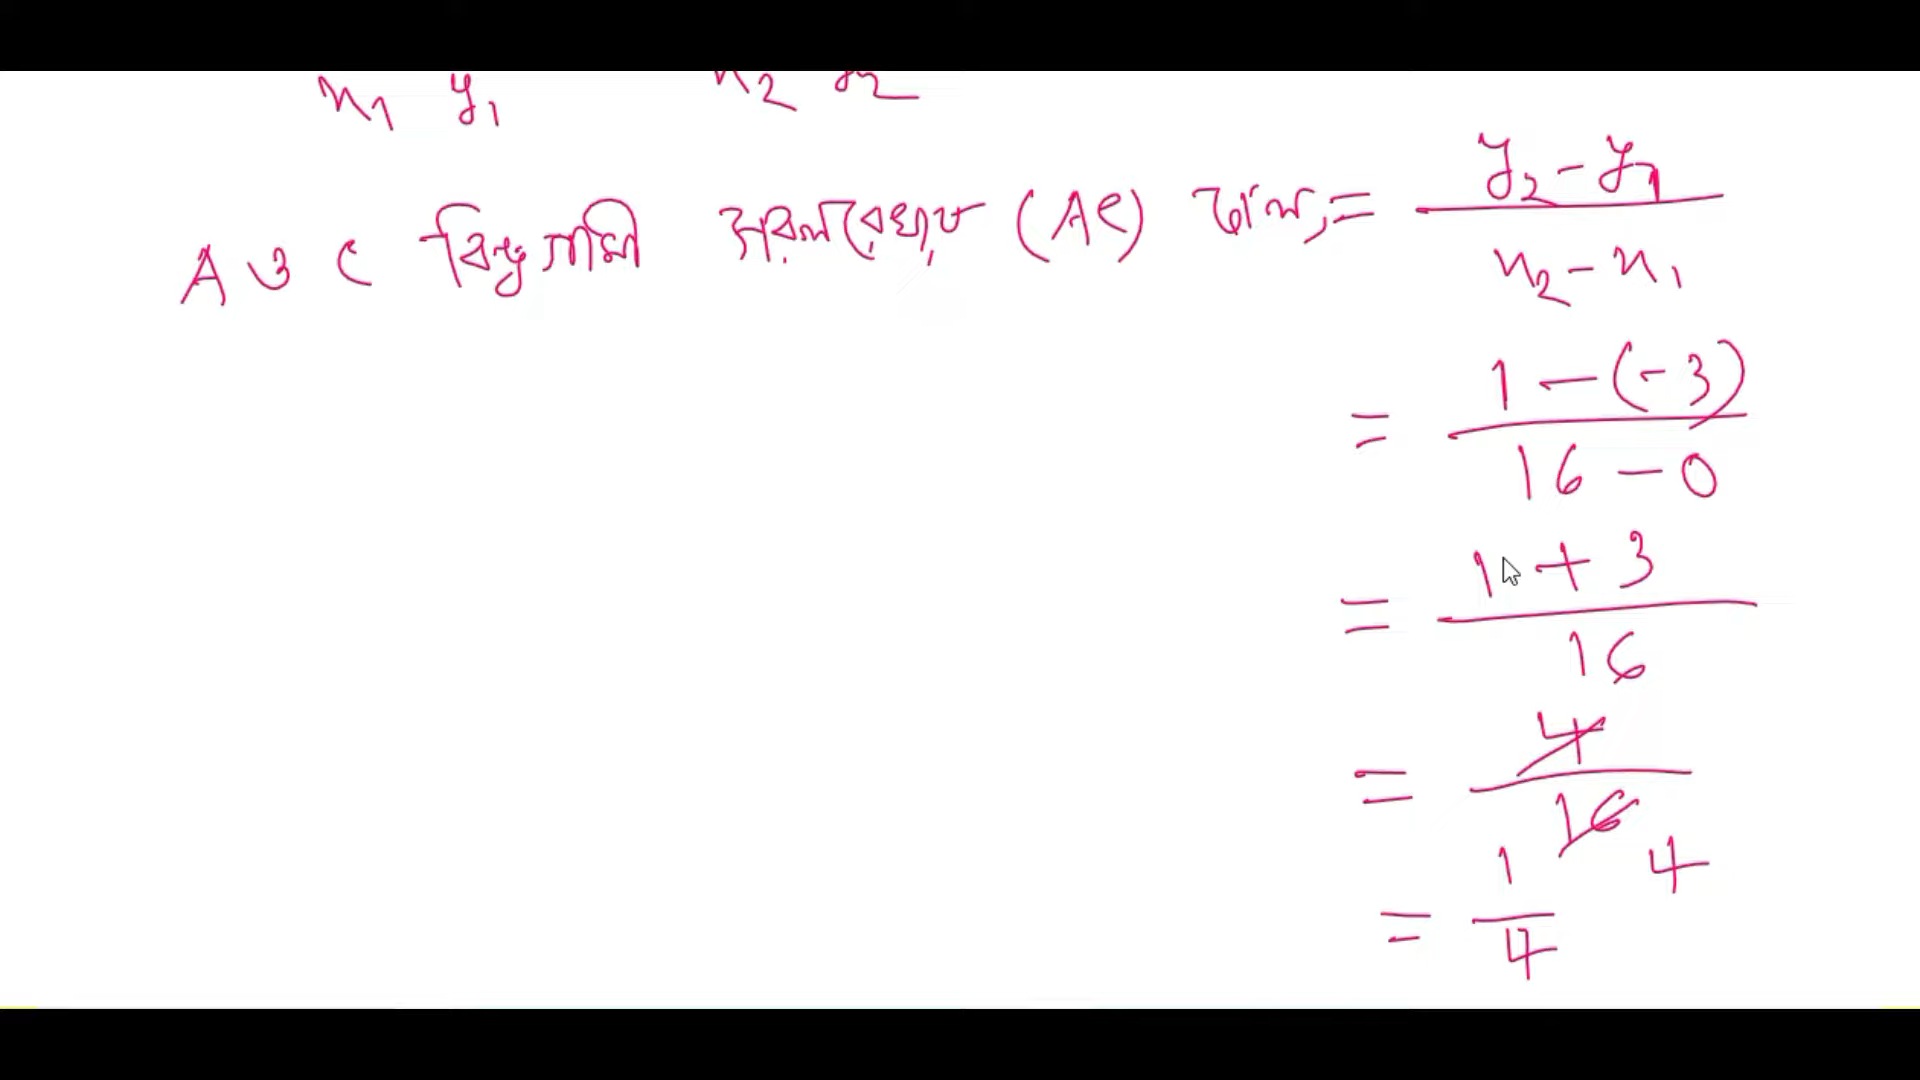 x₁ y₁ x₂ y₂
A ও C বিন্দুগামী সরলরেখার (AC) ঢাল, = (y₂ - y₁) / (x₂ - x₁)
= (1 - (-3)) / (16 - 0)
= (1 + 3) / 16
= 4 / 16 4
= 1 / 4